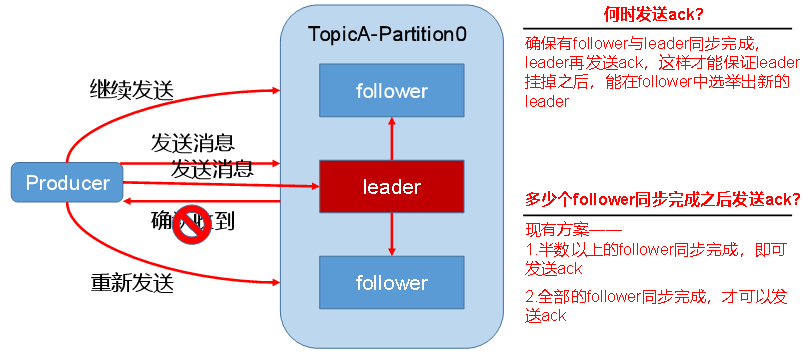 TopicA-Partition0
继续发送
follower
发送消息
发送消息
Producer
leader
确认收到
重新发送
follower
何时发送ack?
确保有follower与leader同步完成,
leader再发送ack，这样才能保证leader
挂掉之后，能在follower中选举出新的
leader
多少个follower同步完成之后发送ack?
现有方案——
1.半数以上的follower同步完成，即可
发送ack
2.全部的follower同步完成，才可以发
送ack